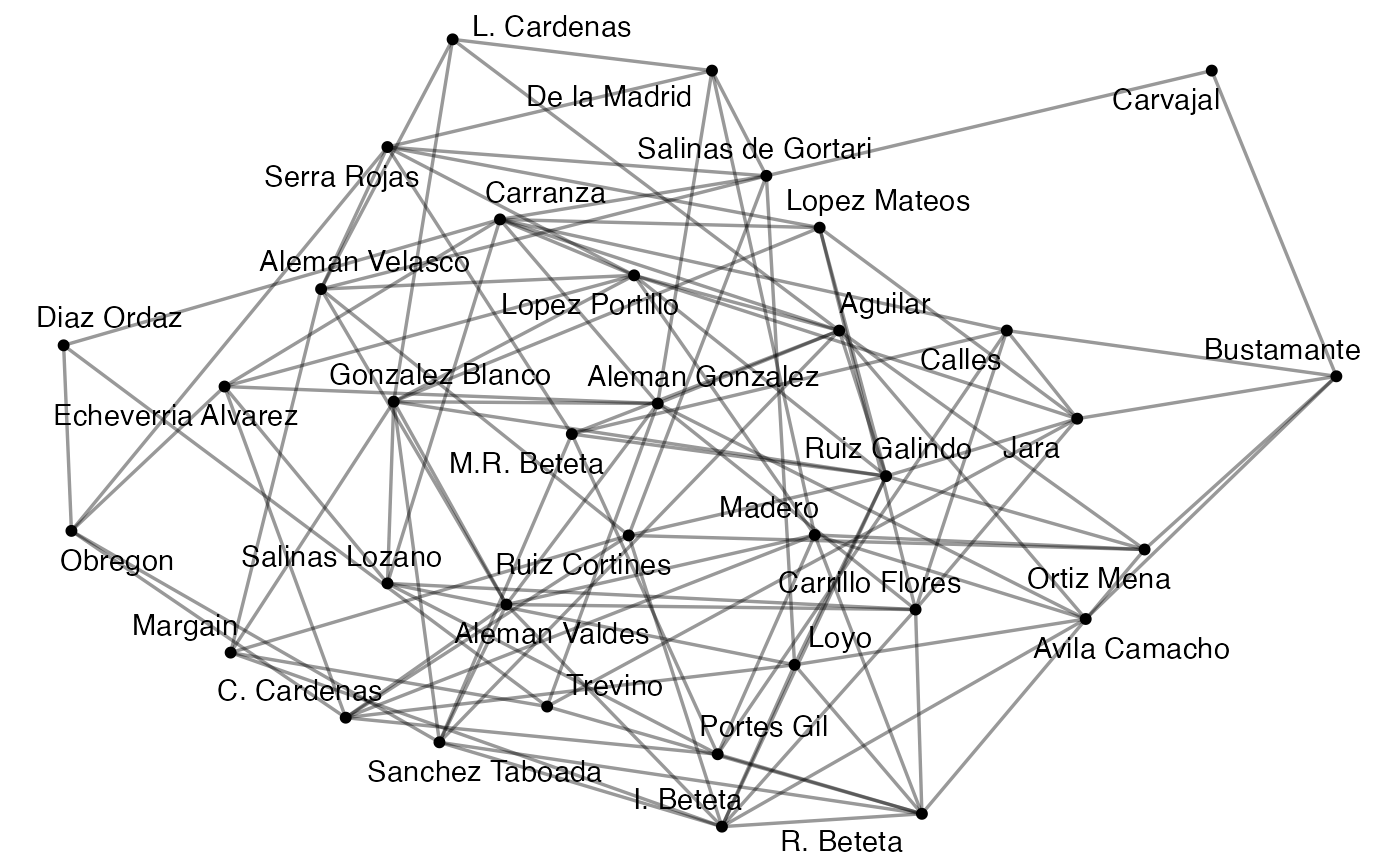 L. Cardenas
De la Madrid
Carvajal
Salinas de Gortari
Serra Rojas
Carranza
Lopez Mateos
Aleman Velasco
Lopez Portillo
Aguilar
Diaz Ordaz
Calles
Bustamante
Gonzalez Blanco
Aleman Gonzalez
Echeverria Alvarez
M.R. Beteta
Ruiz Galindo
Jara
Madero
Obregon
Salinas Lozano
Ruiz Cortines
Carrillo Flores
Ortiz Mena
Margain
Aleman Valdes
Loyo
Avila Camacho
C. Cardenas
Trevino
Portes Gil
Sanchez Taboada
I. Beteta
R. Beteta